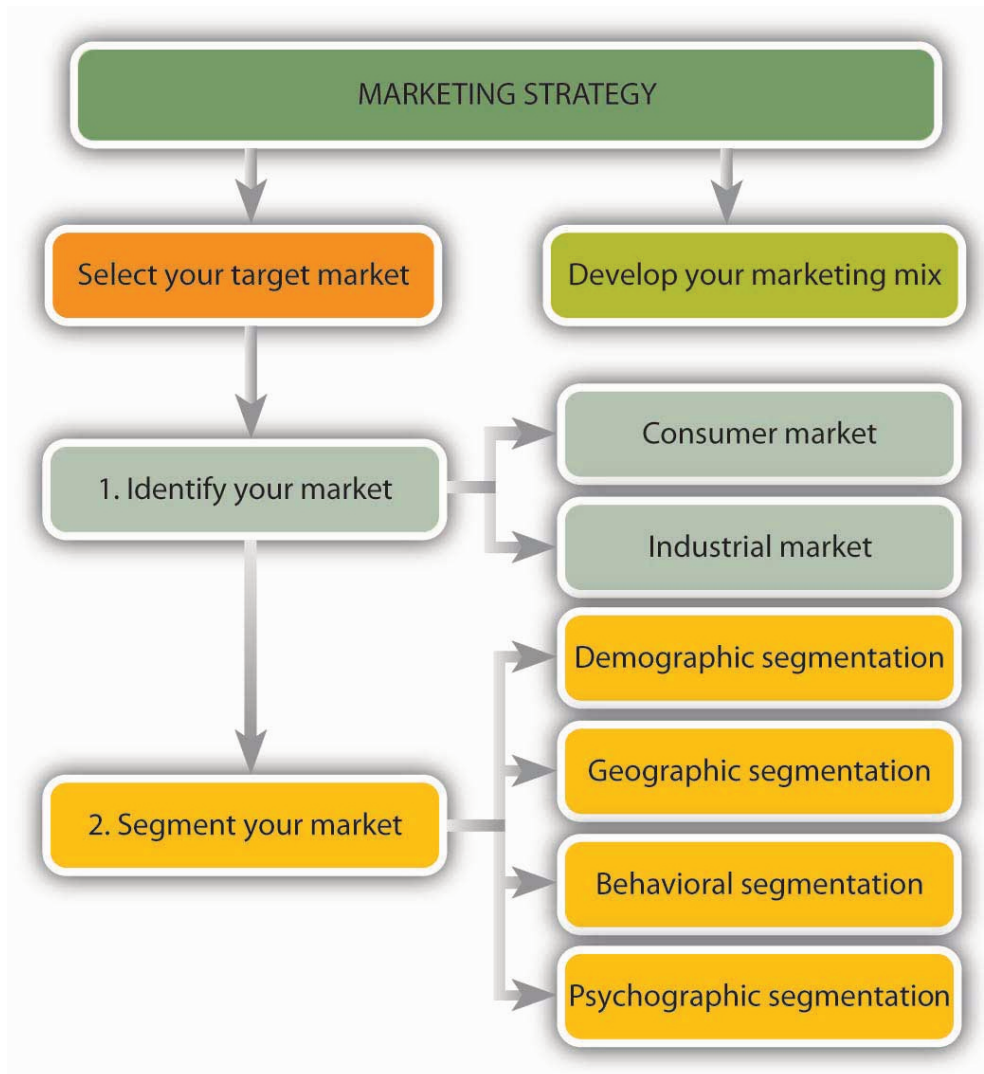 MARKETING STRATEGY
Select your target market
Develop your marketing mix
1. Identify your market
Consumer market
Industrial market
2. Segment your market
Demographic segmentation
Geographic segmentation
Behavioral segmentation
Psychographic segmentation